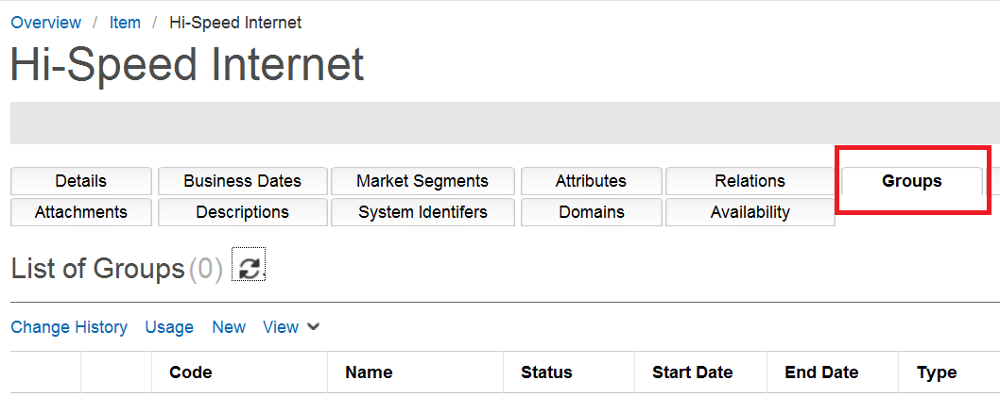 Overview / Item / Hi-Speed Internet
Hi-Speed Internet
Details Business Dates Market Segments Attributes Relations Groups
Attachments Descriptions System Identifers Domains Availability
List of Groups (0)
Change History Usage New View
Code Name Status Start Date End Date Type